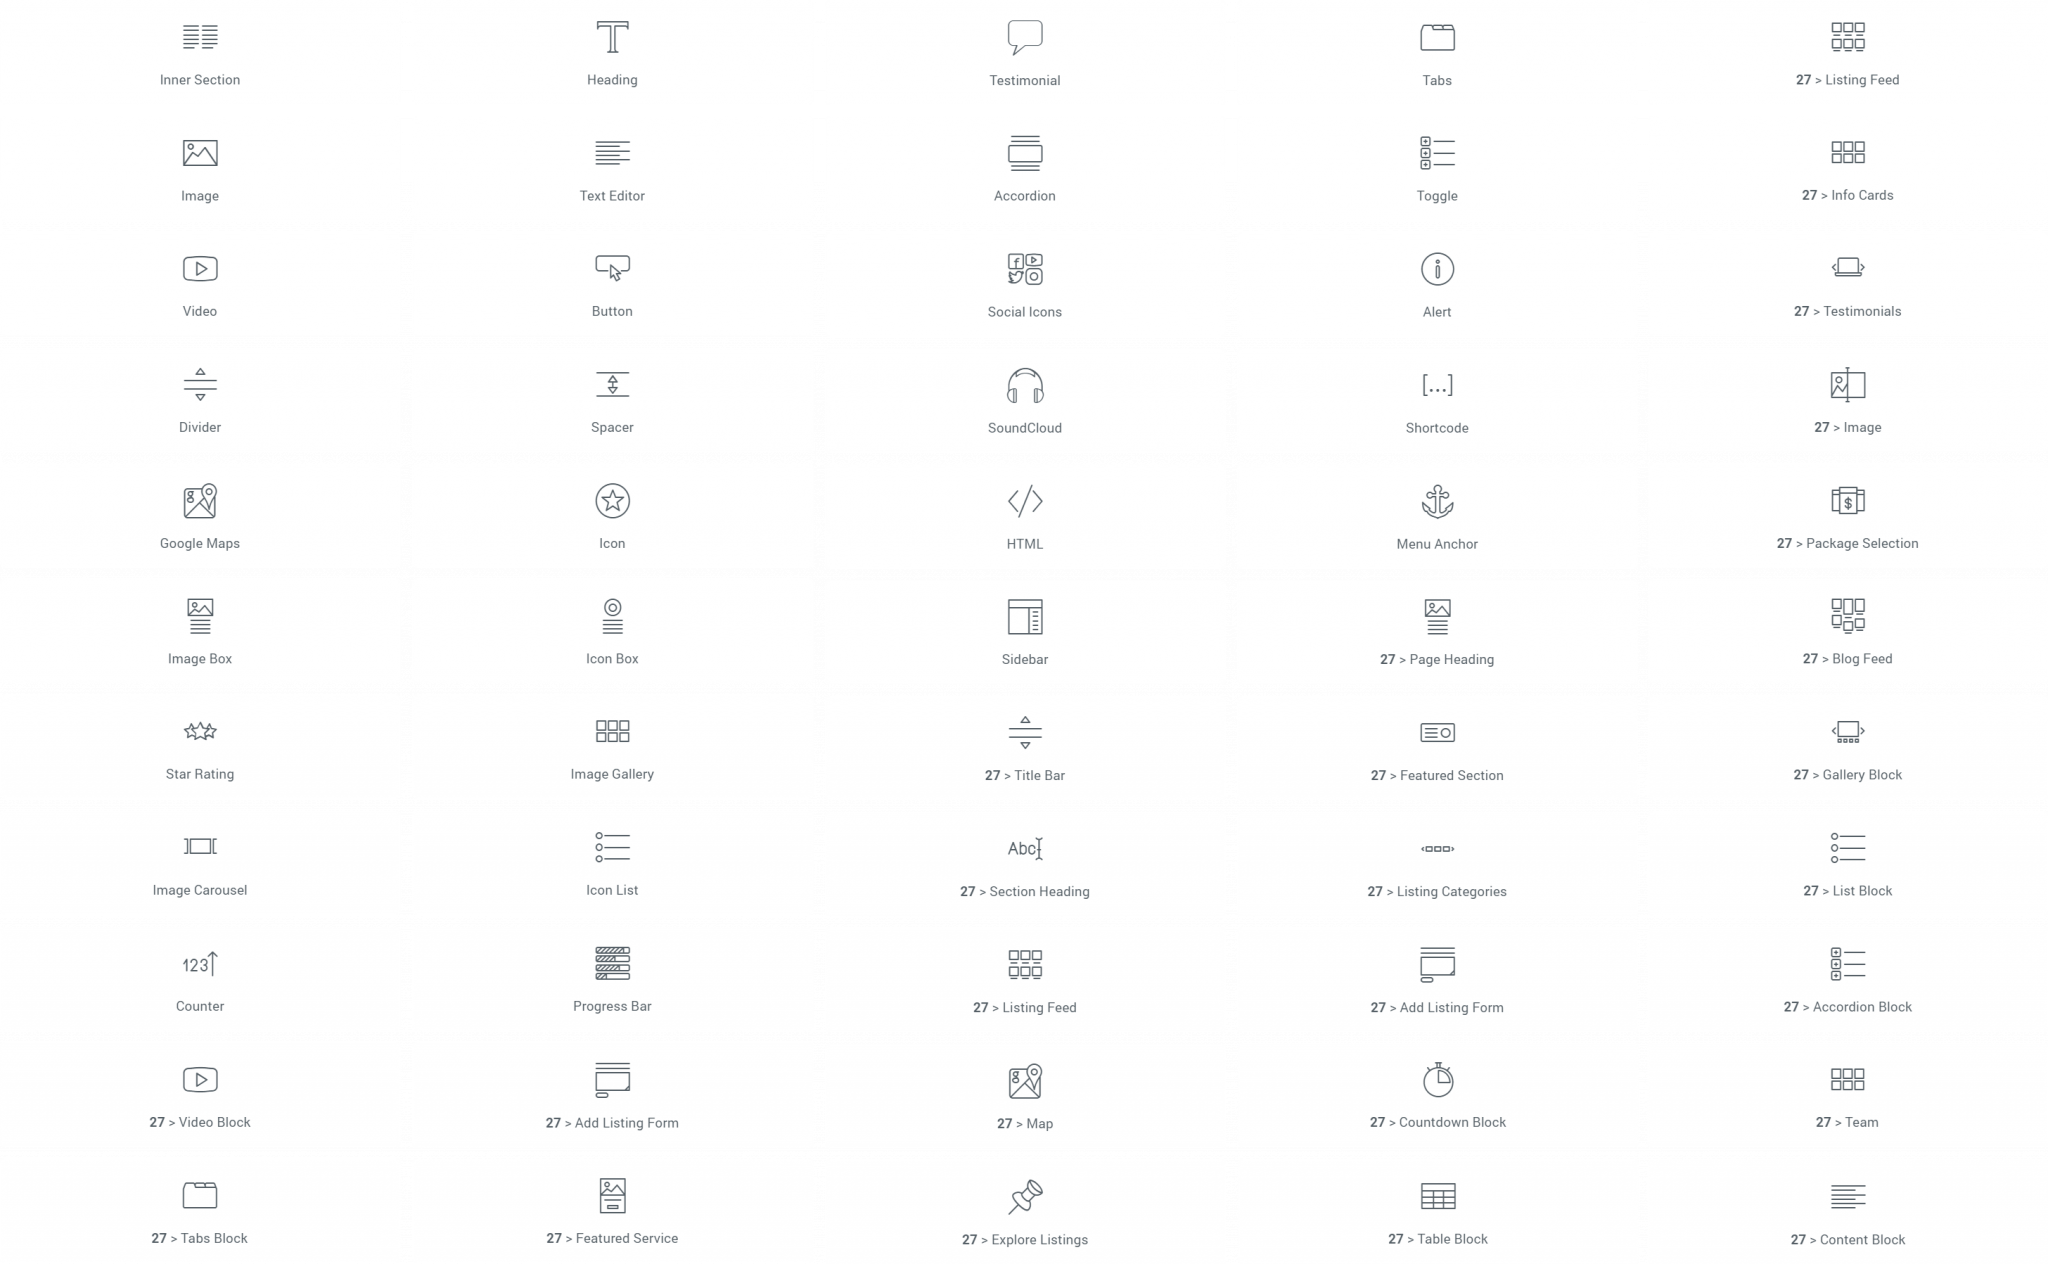 Inner Section
Heading
Testimonial
Tabs
27 > Listing Feed
Image
Text Editor
Accordion
Toggle
27 > Info Cards
Video
Button
Social Icons
Alert
27 > Testimonials
Divider
Spacer
SoundCloud
[...]
Shortcode
27 > Image
Google Maps
Icon
HTML
Menu Anchor
$
27 > Package Selection
Image Box
Icon Box
Sidebar
27 > Page Heading
27 > Blog Feed
Star Rating
Image Gallery
27 > Title Bar
27 > Featured Section
27 > Gallery Block
Image Carousel
Icon List
Abc
27 > Section Heading
27 > Listing Categories
27 > List Block
123
Counter
Progress Bar
27 > Listing Feed
27 > Add Listing Form
27 > Accordion Block
27 > Video Block
27 > Add Listing Form
27 > Map
27 > Countdown Block
27 > Team
27 > Tabs Block
27 > Featured Service
27 > Explore Listings
27 > Table Block
27 > Content Block